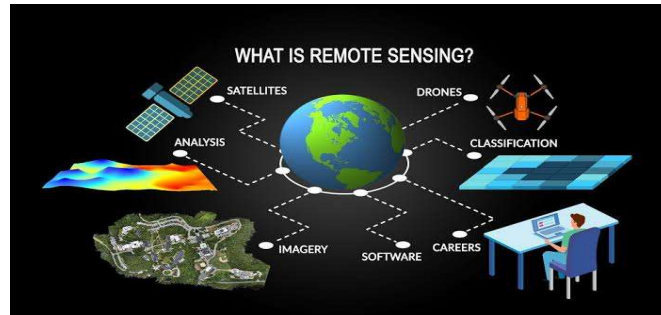 WHAT IS REMOTE SENSING?
SATELLITES
DRONES
ANALYSIS
CLASSIFICATION
IMAGERY
SOFTWARE
CAREERS